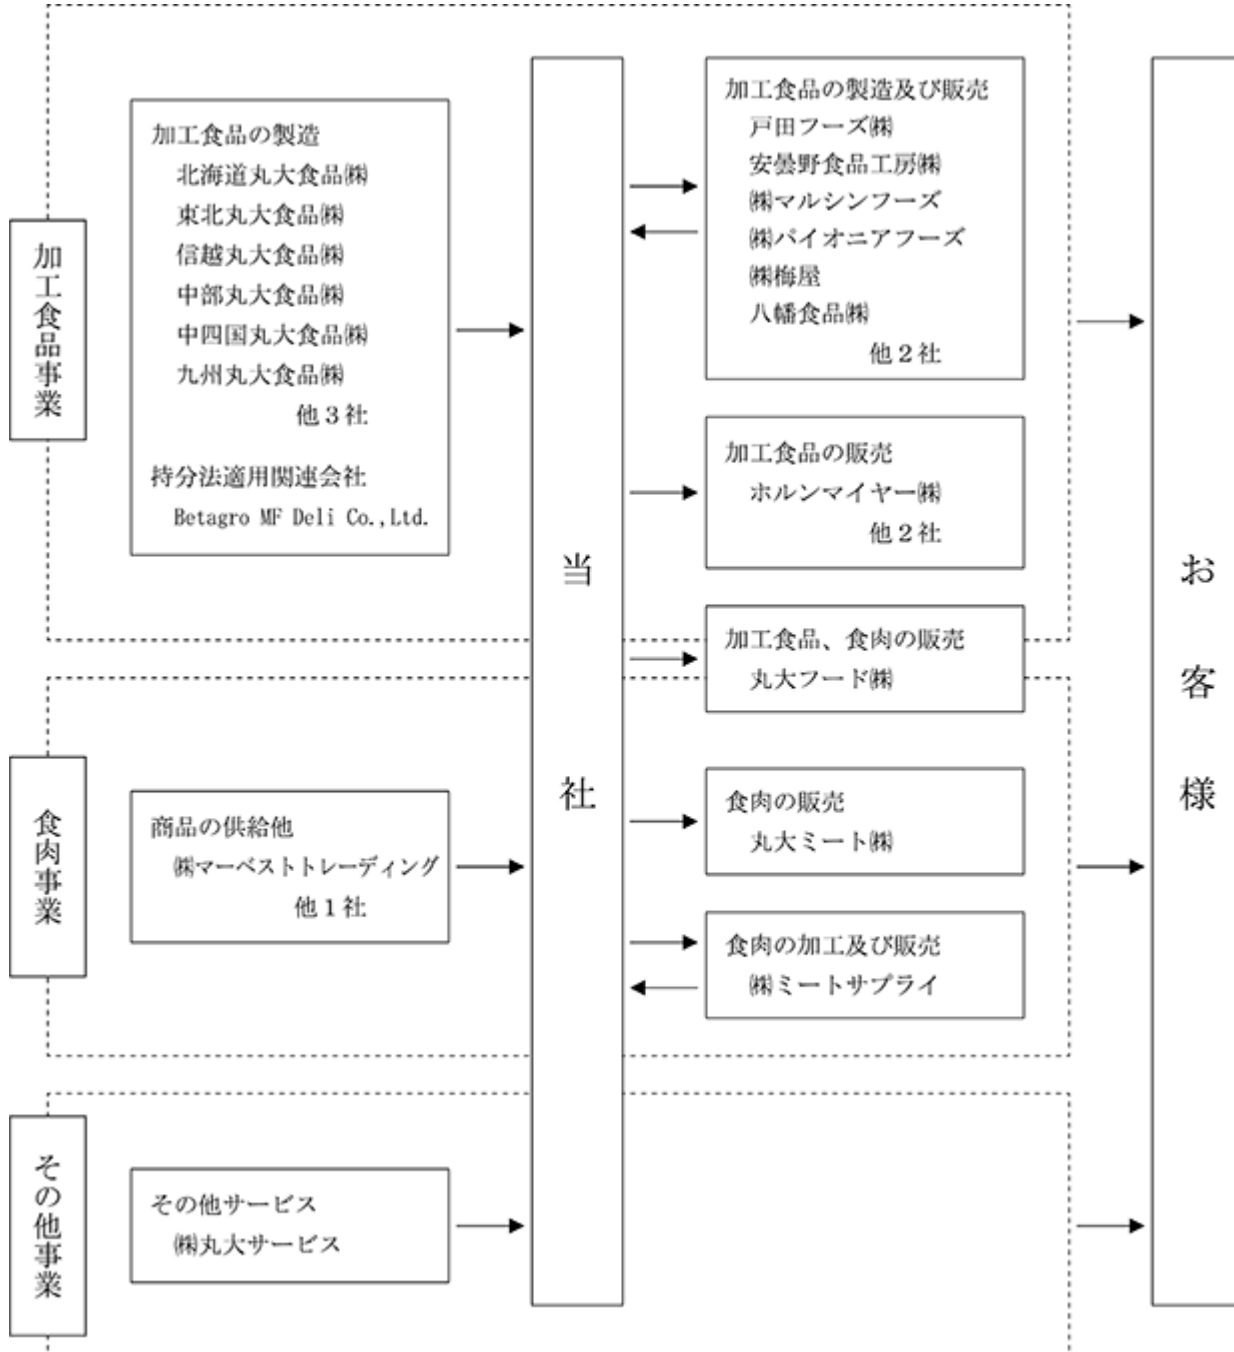 加工食品事業
加工食品の製造
北海道丸大食品㈱
東北丸大食品㈱
信越丸大食品㈱
中部丸大食品㈱
中四国丸大食品㈱
九州丸大食品㈱
他３社
持分法適用関連会社
Betagro MF Deli Co.,Ltd.
当社
加工食品の製造及び販売
戸田フーズ㈱
安曇野食品工房㈱
㈱マルシンフーズ
㈱パイオニアフーズ
㈱梅屋
八幡食品㈱
他２社
加工食品の販売
ホルンマイヤー㈱
他２社
加工食品、食肉の販売
丸大フード㈱
お客様
食肉事業
商品の供給他
㈱マーベストトレーディング
他１社
食肉の販売
丸大ミート㈱
食肉の加工及び販売
㈱ミートサプライ
その他事業
その他サービス
㈱丸大サービス